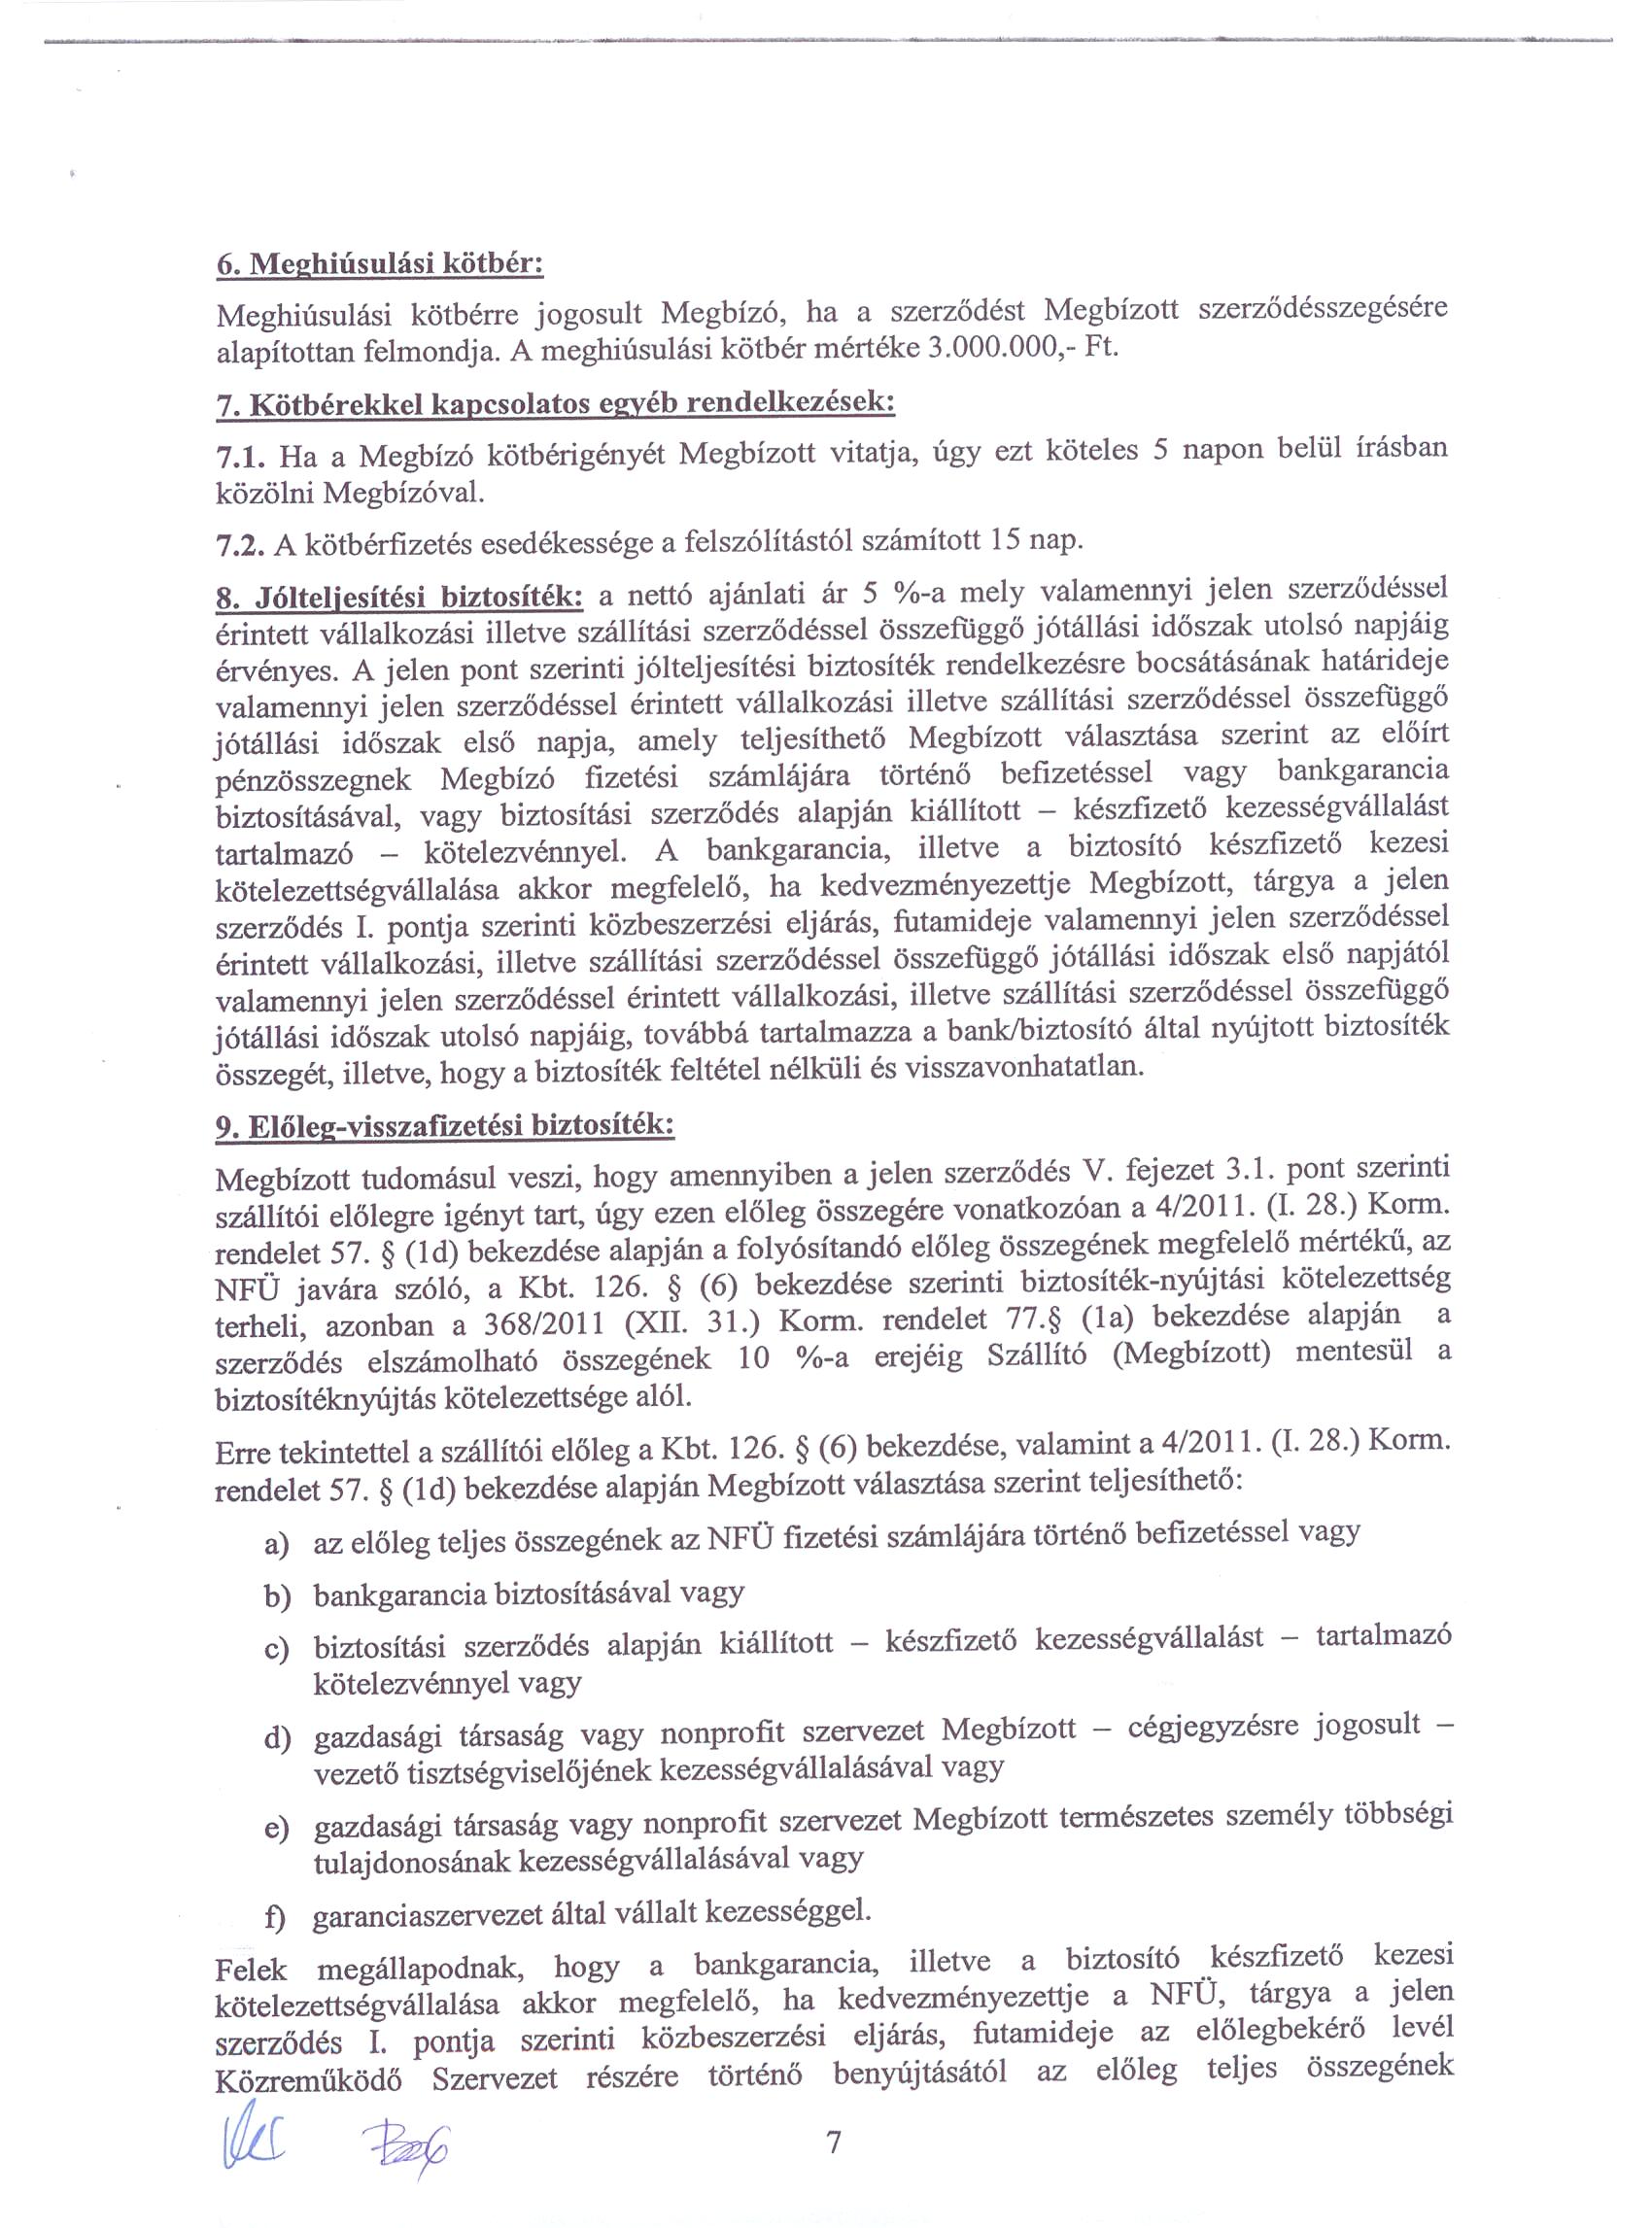 6. Meghiúsulási kötbér:
Meghiúsulási kötbérre jogosult Megbízó, ha a szerződést Megbízott szerződésszegésére
alapítottan felmondja. A meghiúsulási kötbér mértéke 3.000.000,- Ft.
7. Kötbérekkel kapcsolatos egyéb rendelkezések:
7.1. Ha a Megbízó kötbérigényét Megbízott vitatja, úgy ezt köteles 5 napon belül írásban
közölni Megbízóval.
7.2. A kötbérfizetés esedékessége a felszólítástól számított 15 nap.
8. Jólteljesítési biztosíték: a nettó ajánlati ár 5 %-a mely valamennyi jelen szerződéssel
érintett vállalkozási illetve szállítási szerződéssel összefüggő jótállási időszak utolsó napjáig
érvényes. A jelen pont szerinti jólteljesítési biztosíték rendelkezésre bocsátásának határideje
valamennyi jelen szerződéssel érintett vállalkozási illetve szállítási szerződéssel összefüggő
jótállási időszak első napja, amely teljesíthető Megbízott választása szerint az előírt
pénzösszegnek Megbízó fizetési számlájára történő befizetéssel vagy bankgarancia
biztosításával, vagy biztosítási szerződés alapján kiállított – készfizető kezességvállalást
tartalmazó – kötelezvénnyel. A bankgarancia, illetve a biztosító készfizető kezesi
kötelezettségvállalása akkor megfelelő, ha kedvezményezettje Megbízott, tárgya a jelen
szerződés I. pontja szerinti közbeszerzési eljárás, futamideje valamennyi jelen szerződéssel
érintett vállalkozási, illetve szállítási szerződéssel összefüggő jótállási időszak első napjától
valamennyi jelen szerződéssel érintett vállalkozási, illetve szállítási szerződéssel összefüggő
jótállási időszak utolsó napjáig, továbbá tartalmazza a bank/biztosító által nyújtott biztosíték
összegét, illetve, hogy a biztosíték feltétel nélküli és visszavonhatatlan.
9. Előleg-visszafizetési biztosíték:
Megbízott tudomásul veszi, hogy amennyiben a jelen szerződés V. fejezet 3.1. pont szerinti
szállítói előlegre igényt tart, úgy ezen előleg összegére vonatkozóan a 4/2011. (I. 28.) Korm.
rendelet 57. § (1d) bekezdése alapján a folyósítandó előleg összegének megfelelő mértékű, az
NFÜ javára szóló, a Kbt. 126. § (6) bekezdése szerinti biztosíték-nyújtási kötelezettség
terheli, azonban a 368/2011 (XII. 31.) Korm. rendelet 77.§ (1a) bekezdése alapján a
szerződés elszámolható összegének 10 %-a erejéig Szállító (Megbízott) mentesül a
biztosítéknyújtás kötelezettsége alól.
Erre tekintettel a szállítói előleg a Kbt. 126. § (6) bekezdése, valamint a 4/2011. (I. 28.) Korm.
rendelet 57. § (1d) bekezdése alapján Megbízott választása szerint teljesíthető:
a) az előleg teljes összegének az NFÜ fizetési számlájára történő befizetéssel vagy
b) bankgarancia biztosításával vagy
c) biztosítási szerződés alapján kiállított – készfizető kezességvállalást – tartalmazó
kötelezvénnyel vagy
d) gazdasági társaság vagy nonprofit szervezet Megbízott – cégjegyzésre jogosult –
vezető tisztségviselőjének kezességvállalásával vagy
e) gazdasági társaság vagy nonprofit szervezet Megbízott természetes személy többségi
tulajdonosának kezességvállalásával vagy
f) garanciaszervezet által vállalt kezességgel.
Felek megállapodnak, hogy a bankgarancia, illetve a biztosító készfizető kezesi
kötelezettségvállalása akkor megfelelő, ha kedvezményezettje a NFÜ, tárgya a jelen
szerződés I. pontja szerinti közbeszerzési eljárás, futamideje az előlegbekérő levél
Közreműködő Szervezet részére történő benyújtásától az előleg teljes összegének
7